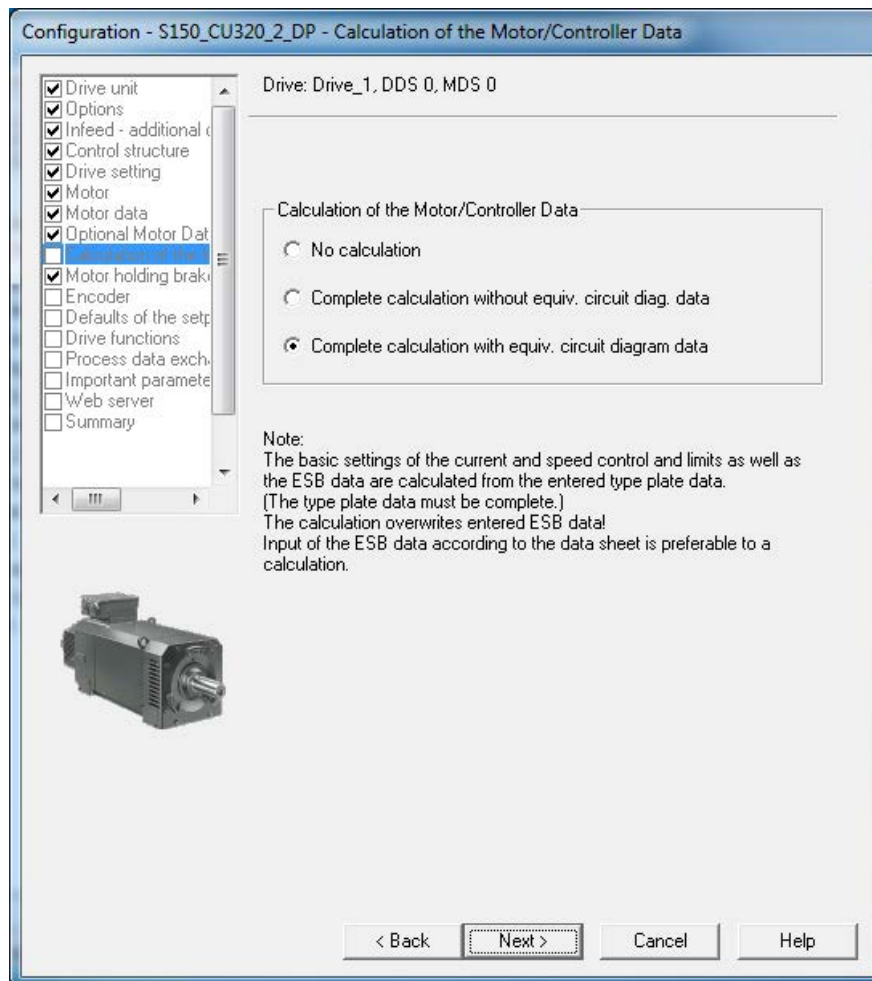 Configuration - S150_CU320_2_DP - Calculation of the Motor/Controller Data
Drive unit
Options
Infeed - additional
Control structure
Drive setting
Motor
Motor data
Optional Motor Dat
Motor holding brak
Encoder
Defaults of the setp
Drive functions
Process data exch
Important paramete
Web server
Summary
Drive: Drive_1, DDS 0, MDS 0
Calculation of the Motor/Controller Data
No calculation
Complete calculation without equiv. circuit diag. data
Complete calculation with equiv. circuit diagram data
Note:
The basic settings of the current and speed control and limits as well as
the ESB data are calculated from the entered type plate data.
(The type plate data must be complete.)
The calculation overwrites entered ESB data!
Input of the ESB data according to the data sheet is preferable to a
calculation.
< Back
Next >
Cancel
Help